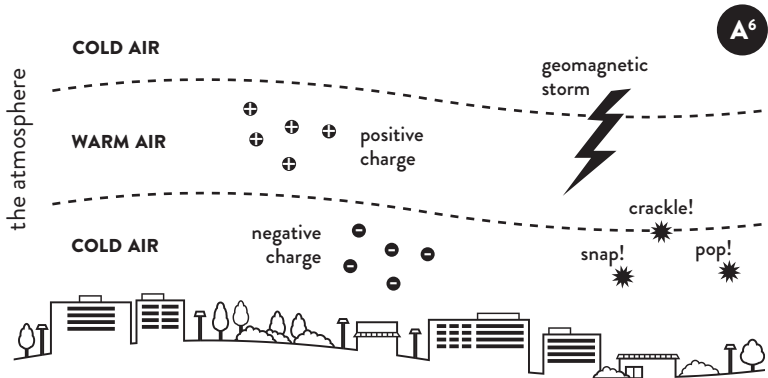 A⁶
COLD AIR
geomagnetic
storm
the atmosphere
WARM AIR
positive
charge
crackle!
COLD AIR
negative
charge
snap!
pop!